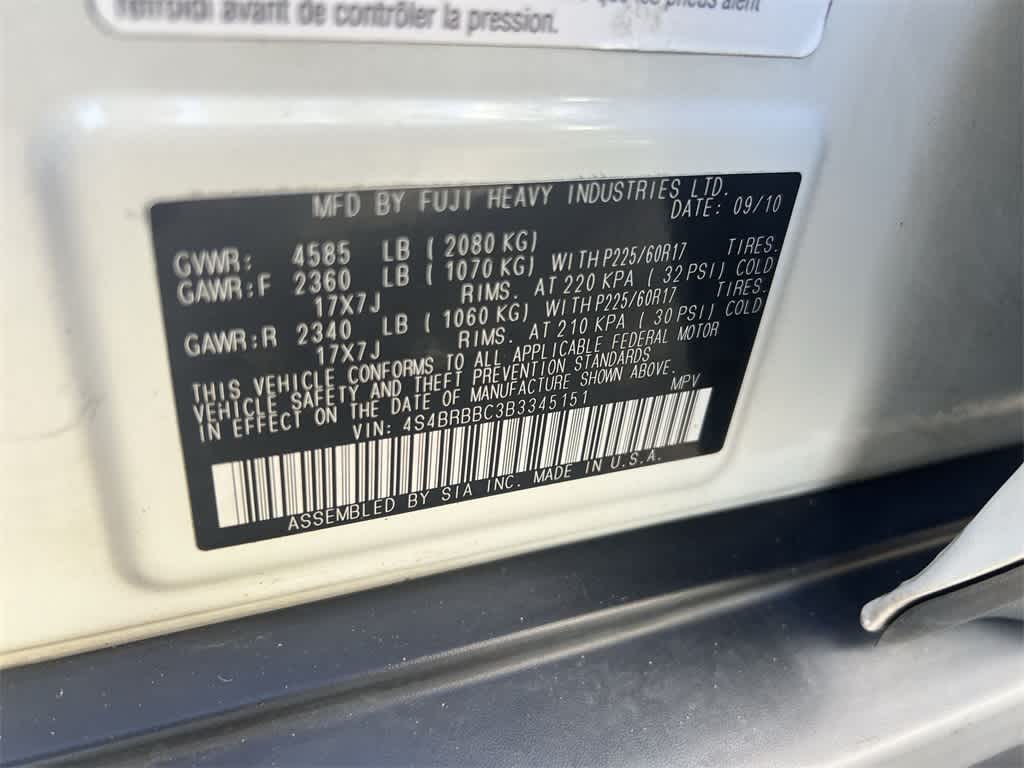 refroidi avant de contrôler la pression.
que les pneus aient
MFD BY FUJI HEAVY INDUSTRIES LTD.
DATE: 09/10
GVWR: 4585 LB ( 2080 KG)
GAWR:F 2360 LB ( 1070 KG) WITH P225/60R17 TIRES.
17X7J RIMS. AT 220 KPA ( 32 PSI) COLD
GAWR:R 2340 LB ( 1060 KG) WITH P225/60R17 TIRES.
17X7J RIMS. AT 210 KPA ( 30 PSI) COLD
THIS VEHICLE CONFORMS TO ALL APPLICABLE FEDERAL MOTOR
VEHICLE SAFETY AND THEFT PREVENTION STANDARDS
IN EFFECT ON THE DATE OF MANUFACTURE SHOWN ABOVE.
VIN: 4S4BRBBC3B3345151 MPV
ASSEMBLED BY SIA INC. MADE IN U.S.A.